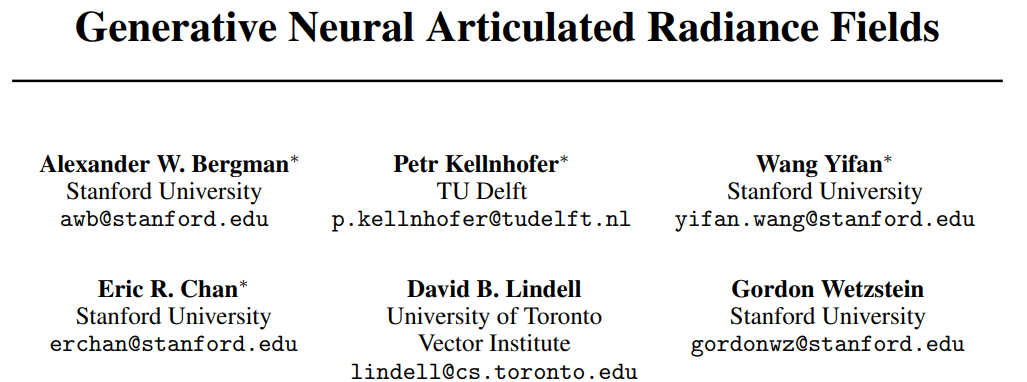 Generative Neural Articulated Radiance Fields
Alexander W. Bergman*
Stanford University
awb@stanford.edu
Petr Kellnhofer*
TU Delft
p.kellnhofer@tudelft.nl
Wang Yifan*
Stanford University
yifan.wang@stanford.edu
Eric R. Chan*
Stanford University
erchan@stanford.edu
David B. Lindell
University of Toronto
Vector Institute
lindell@cs.toronto.edu
Gordon Wetzstein
Stanford University
gordonwz@stanford.edu